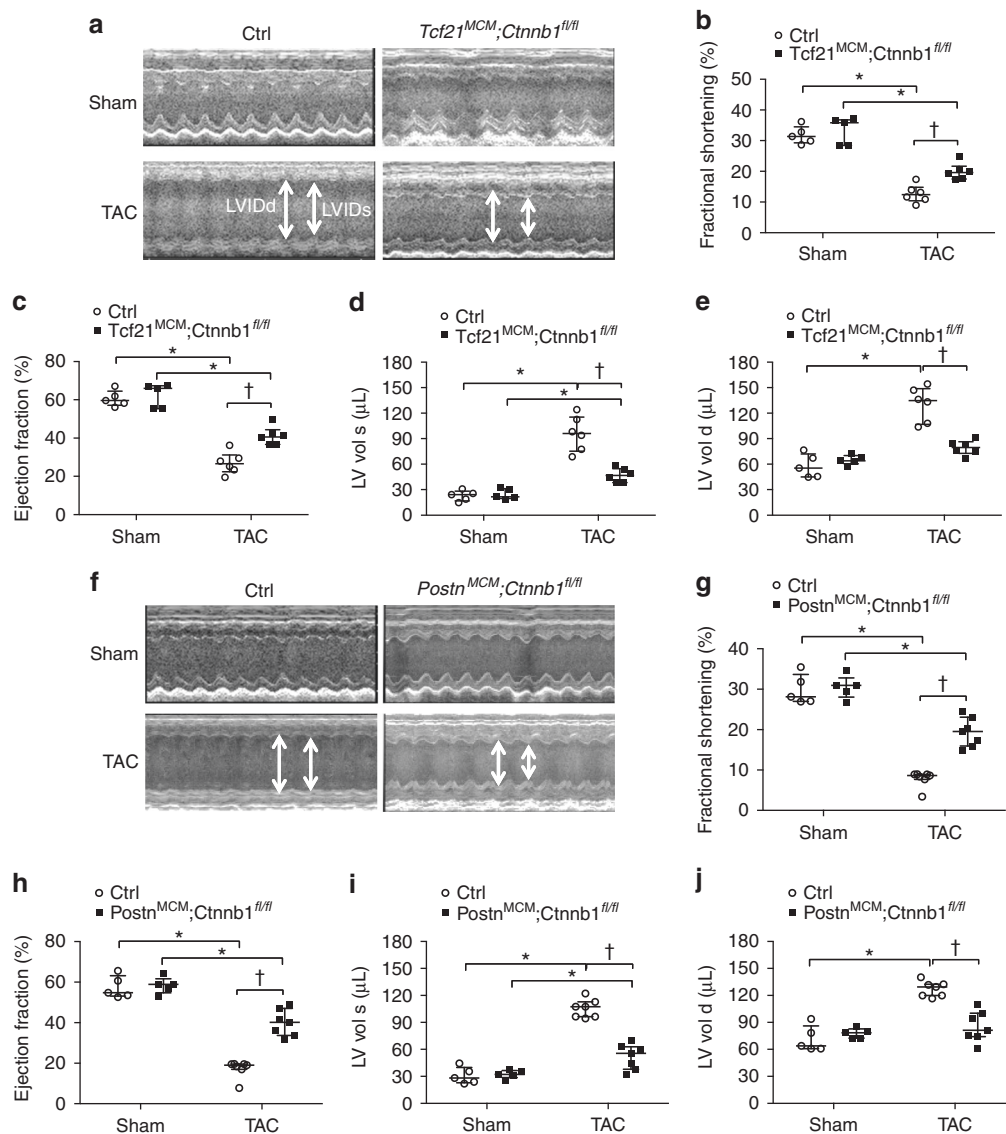 a
Ctrl
Tcf21MCM;Ctnnb1fl/fl
Sham
TAC
LVIDd
LVIDs
b
Ctrl
Tcf21MCM;Ctnnb1fl/fl
Fractional shortening (%)
50
40
30
20
10
0
*
*
†
Sham
TAC
c
Ctrl
Tcf21MCM;Ctnnb1fl/fl
Ejection fraction (%)
80
60
40
20
0
*
*
†
Sham
TAC
d
Ctrl
Tcf21MCM;Ctnnb1fl/fl
LV vol s (μL)
180
150
120
90
60
30
0
*
†
*
Sham
TAC
e
Ctrl
Tcf21MCM;Ctnnb1fl/fl
LV vol d (μL)
180
150
120
90
60
30
0
*
†
Sham
TAC
f
Ctrl
PostnMCM;Ctnnb1fl/fl
Sham
TAC
g
Ctrl
PostnMCM;Ctnnb1fl/fl
Fractional shortening (%)
40
30
20
10
0
*
*
†
Sham
TAC
h
Ctrl
PostnMCM;Ctnnb1fl/fl
Ejection fraction (%)
80
60
40
20
0
*
*
†
Sham
TAC
i
Ctrl
PostnMCM;Ctnnb1fl/fl
LV vol s (μL)
180
150
120
90
60
30
0
*
†
*
Sham
TAC
j
Ctrl
PostnMCM;Ctnnb1fl/fl
LV vol d (μL)
180
150
120
90
60
30
0
*
†
Sham
TAC